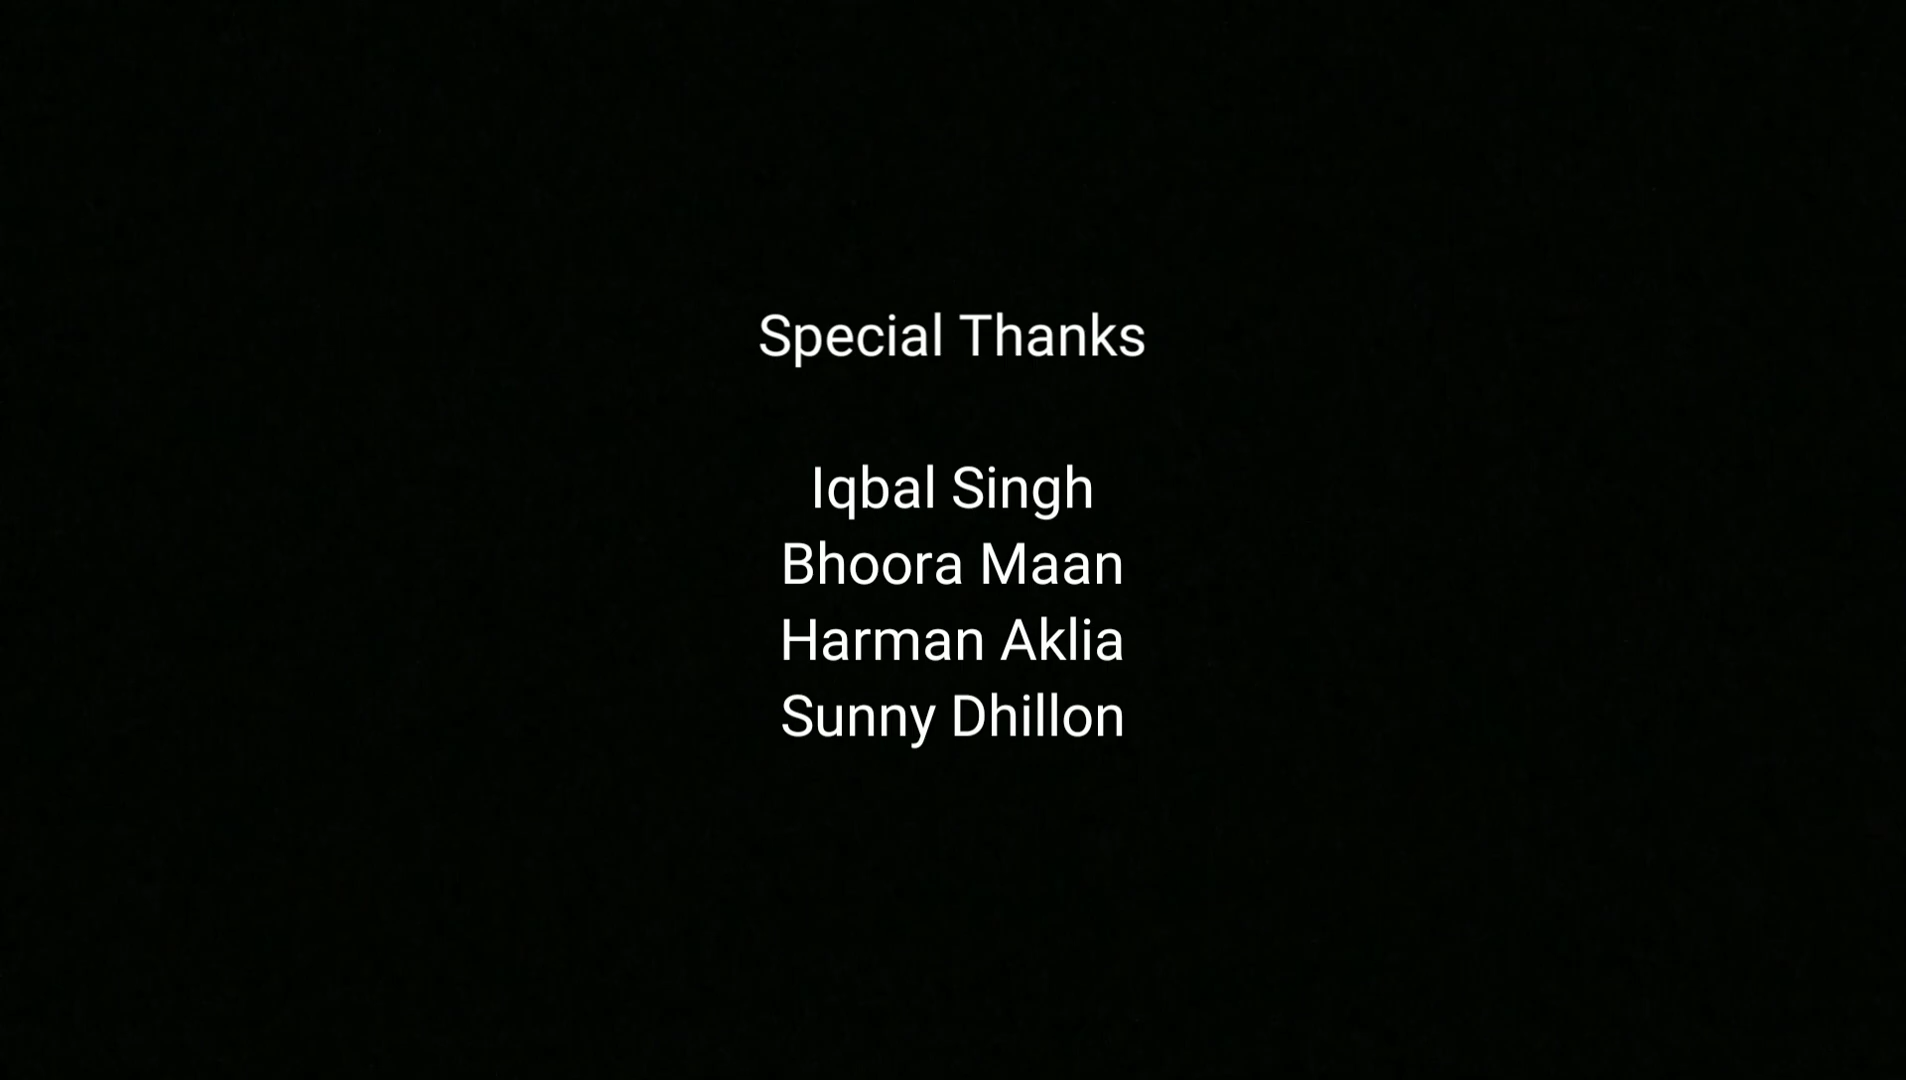 Special Thanks
Iqbal Singh
Bhoora Maan
Harman Aklia
Sunny Dhillon